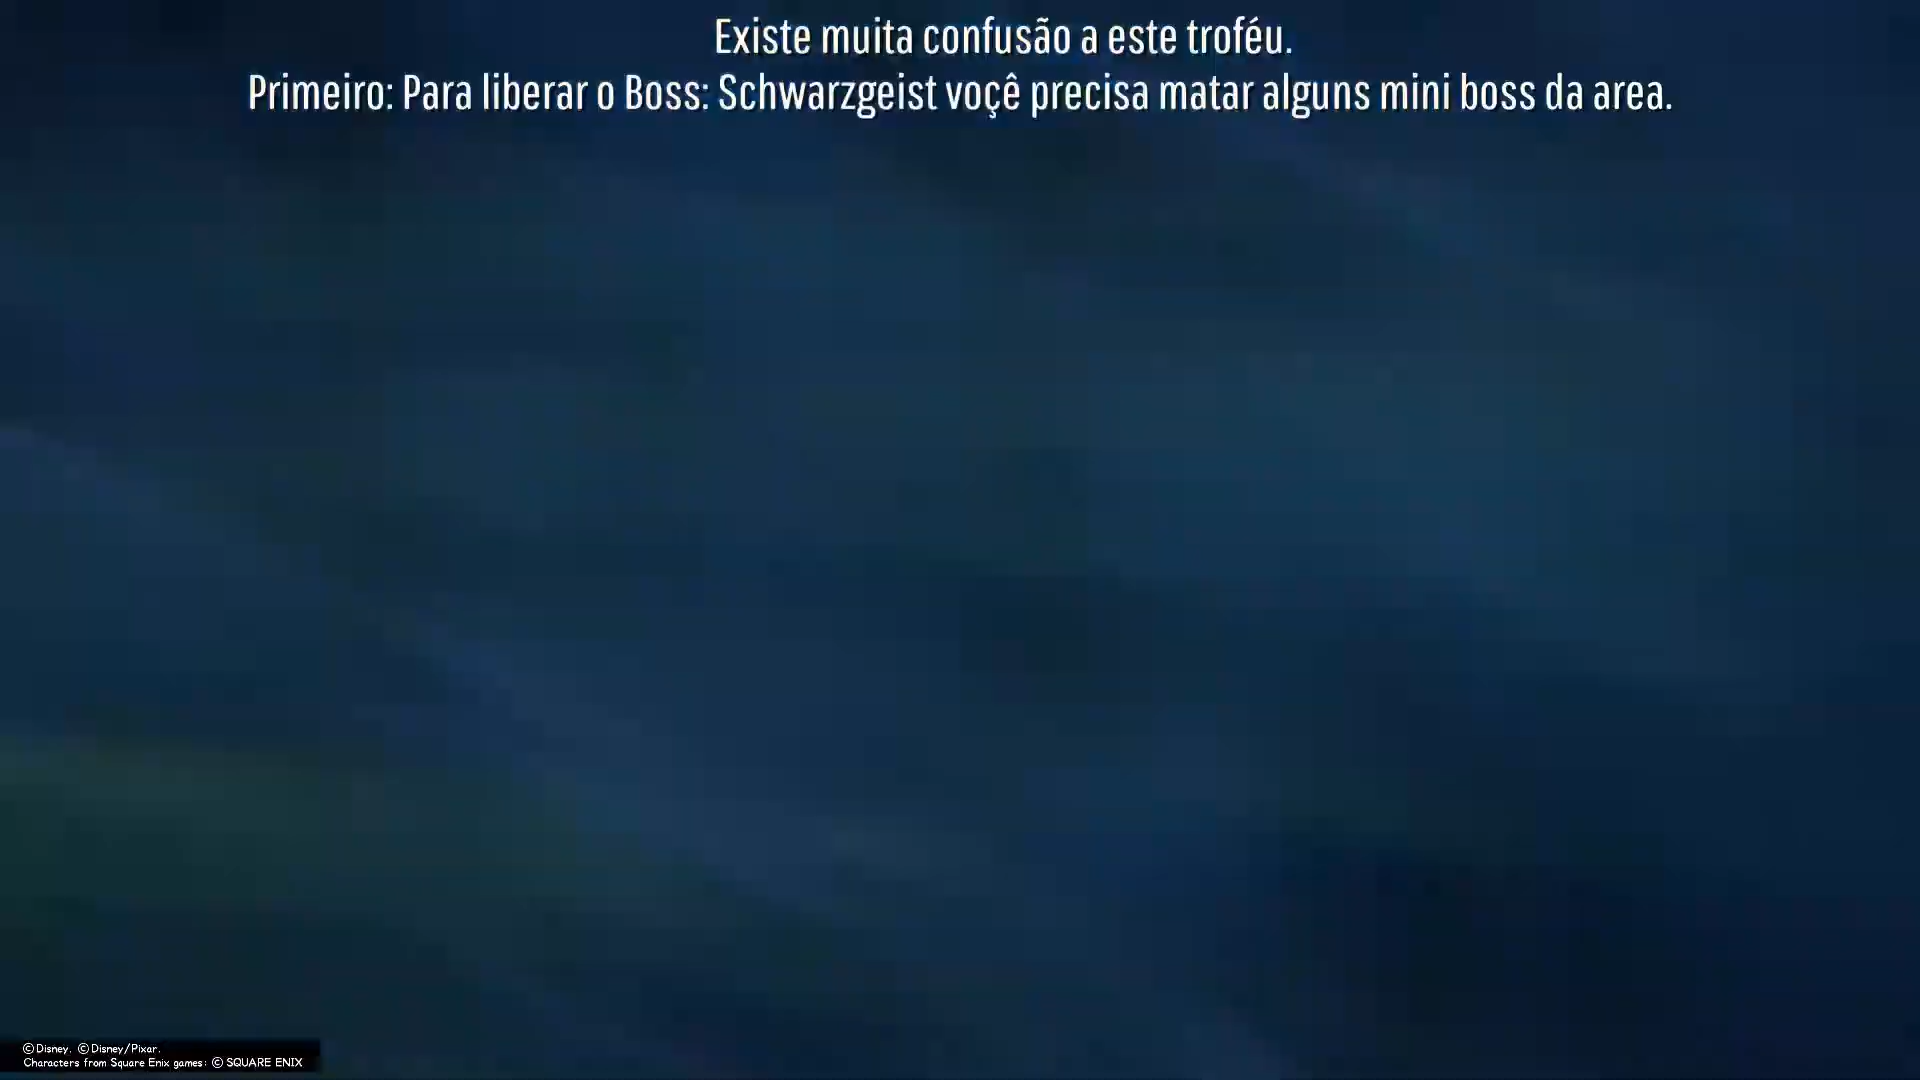 Existe muita confusão a este troféu.
Primeiro: Para liberar o Boss: Schwarzgeist voçê precisa matar alguns mini boss da area.
©Disney. ©Disney/Pixar.
Characters from Square Enix games: © SQUARE ENIX